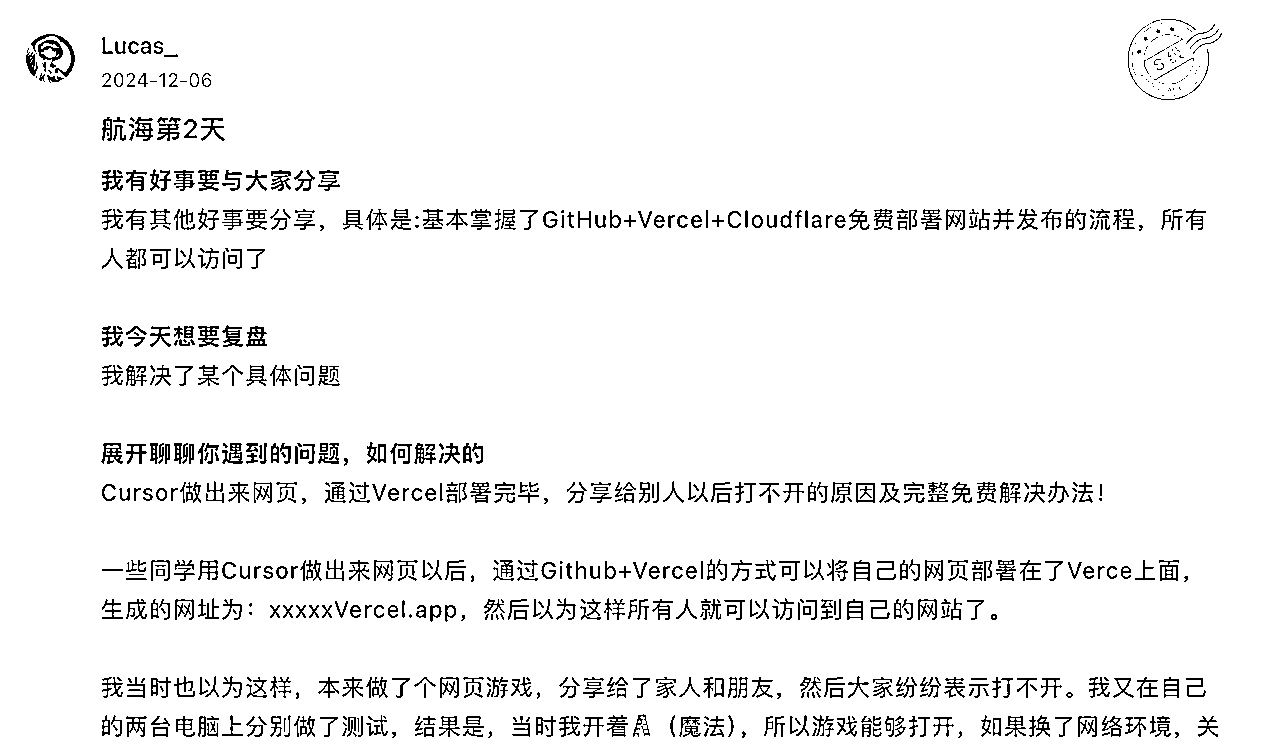 Lucas_
2024-12-06
航海第2天
我有好事要与大家分享
我有其他好事要分享，具体是:基本掌握了GitHub+Vercel+Cloudflare免费部署网站并发布的流程，所有
人都可以访问了
我今天想要复盘
我解决了某个具体问题
展开聊聊你遇到的问题，如何解决的
Cursor做出来网页，通过Vercel部署完毕，分享给别人以后打不开的原因及完整免费解决办法！
一些同学用Cursor做出来网页以后，通过Github+Vercel的方式可以将自己的网页部署在了Verce上面，
生成的网址为：xxxxxVercel.app，然后以为这样所有人就可以访问到自己的网站了。
我当时也以为这样，本来做了个网页游戏，分享给了家人和朋友，然后大家纷纷表示打不开。我又在自己
的两台电脑上分别做了测试，结果是，当时我开着（魔法），所以游戏能够打开，如果换了网络环境，关